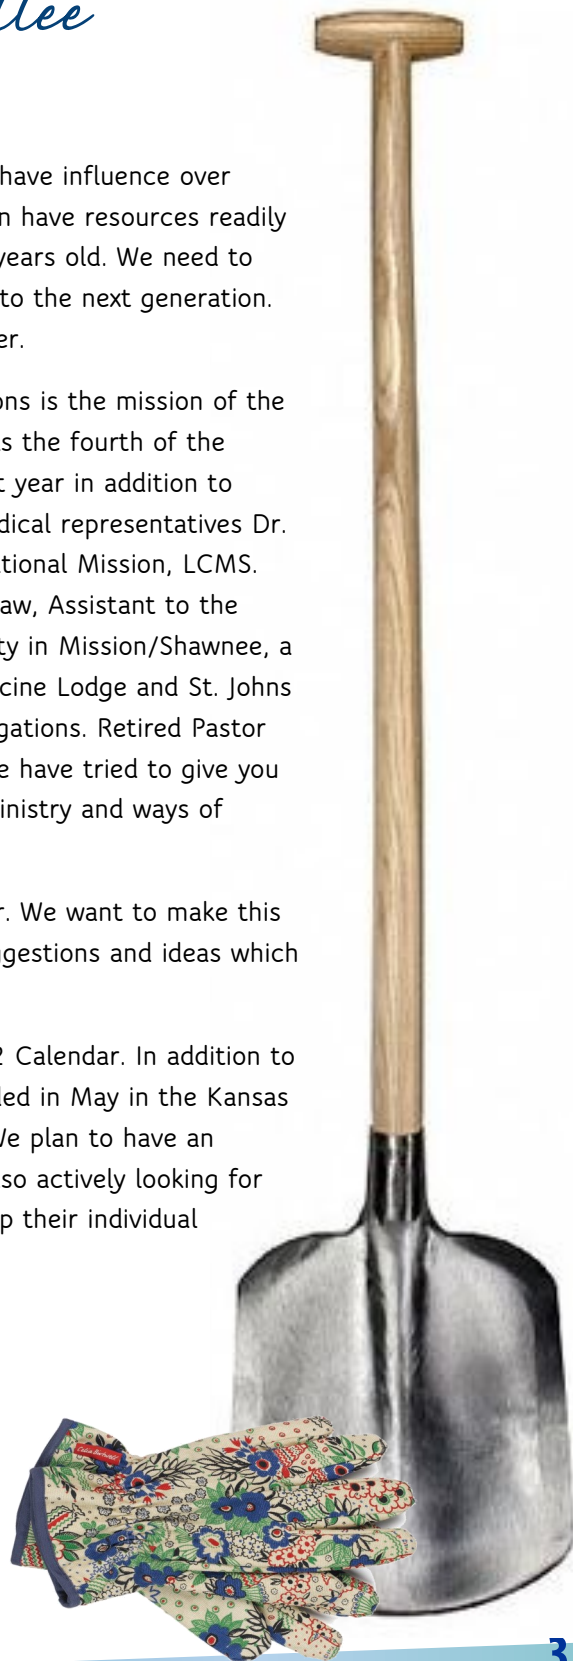 ttee
have influence over
n have resources readily
years old. We need to
to the next generation.
er.
ons is the mission of the
s the fourth of the
t year in addition to
dical representatives Dr.
tional Mission, LCMS.
aw, Assistant to the
ty in Mission/Shawnee, a
cine Lodge and St. Johns
gations. Retired Pastor
e have tried to give you
inistry and ways of
r. We want to make this
ggestions and ideas which
2 Calendar. In addition to
led in May in the Kansas
We plan to have an
so actively looking for
p their individual
3